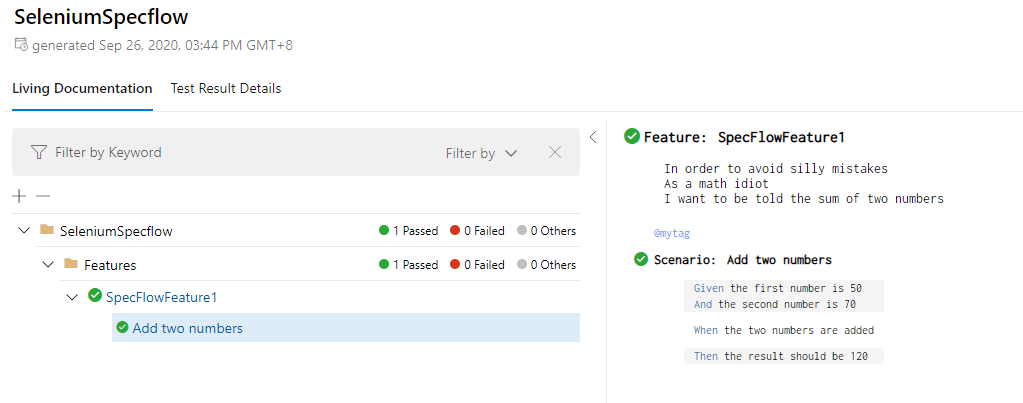 SeleniumSpecflow
generated Sep 26, 2020, 03:44 PM GMT+8
Living Documentation Test Result Details
Filter by Keyword Filter by
SeleniumSpecflow 1 Passed 0 Failed 0 Others
Features 1 Passed 0 Failed 0 Others
SpecFlowFeature1
Add two numbers
Feature: SpecFlowFeature1
In order to avoid silly mistakes
As a math idiot
I want to be told the sum of two numbers
@mytag
Scenario: Add two numbers
Given the first number is 50
And the second number is 70
When the two numbers are added
Then the result should be 120